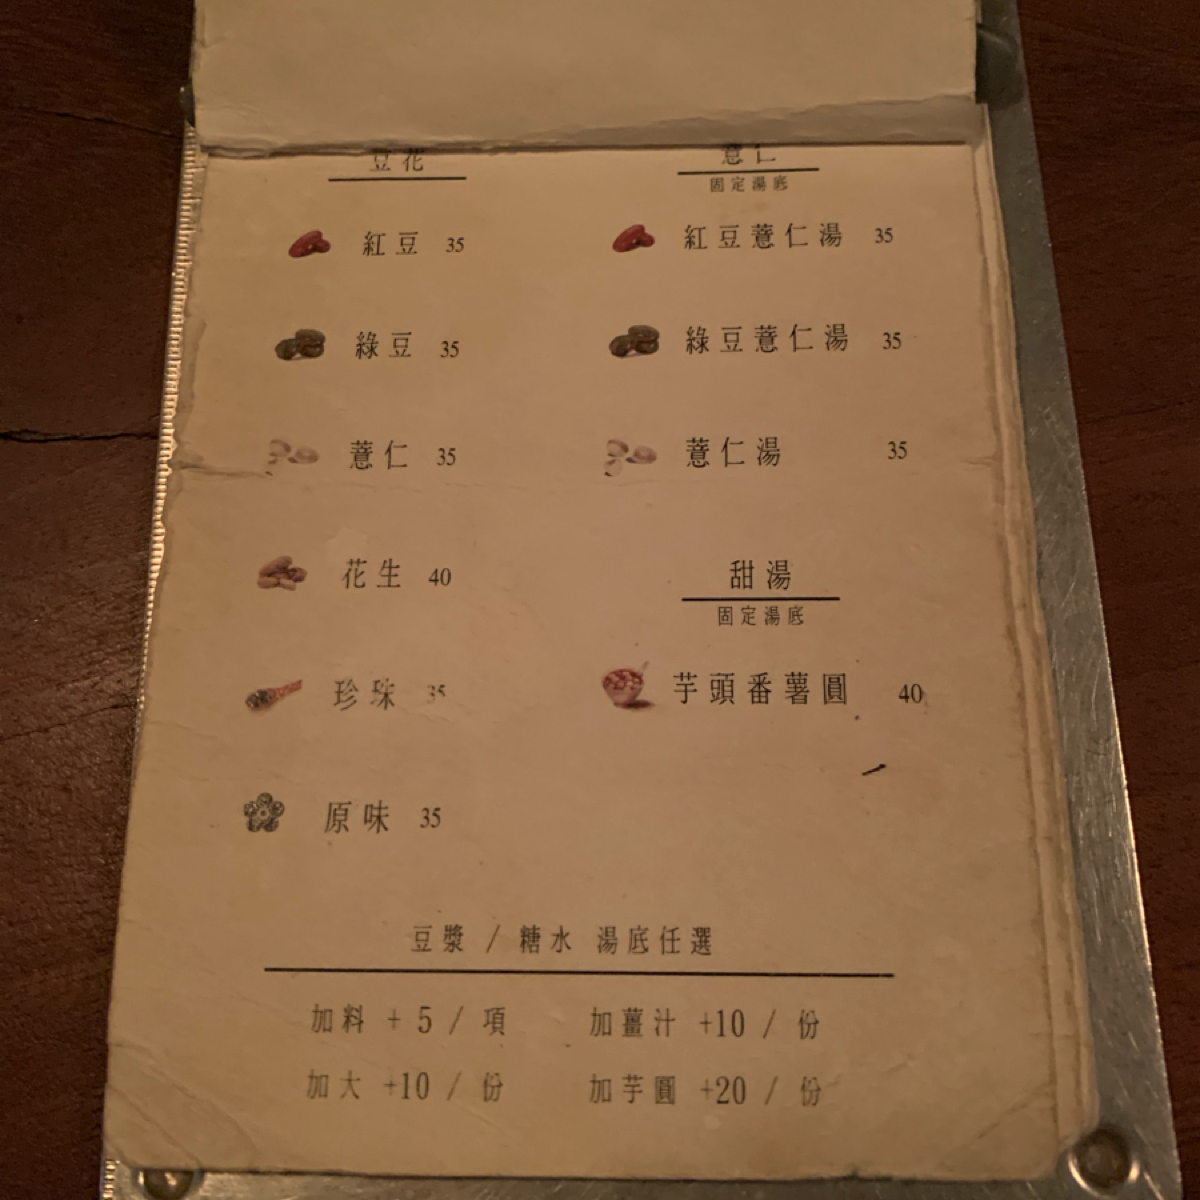 豆花
紅豆 35
綠豆 35
薏仁 35
花生 40
珍珠 35
原味 35
薏仁
固定湯底
紅豆薏仁湯 35
綠豆薏仁湯 35
薏仁湯 35
甜湯
固定湯底
芋頭番薯圓 40
豆漿 / 糖水 湯底任選
加料 + 5 / 項
加薑汁 +10 / 份
加大 +10 / 份
加芋圓 +20 / 份